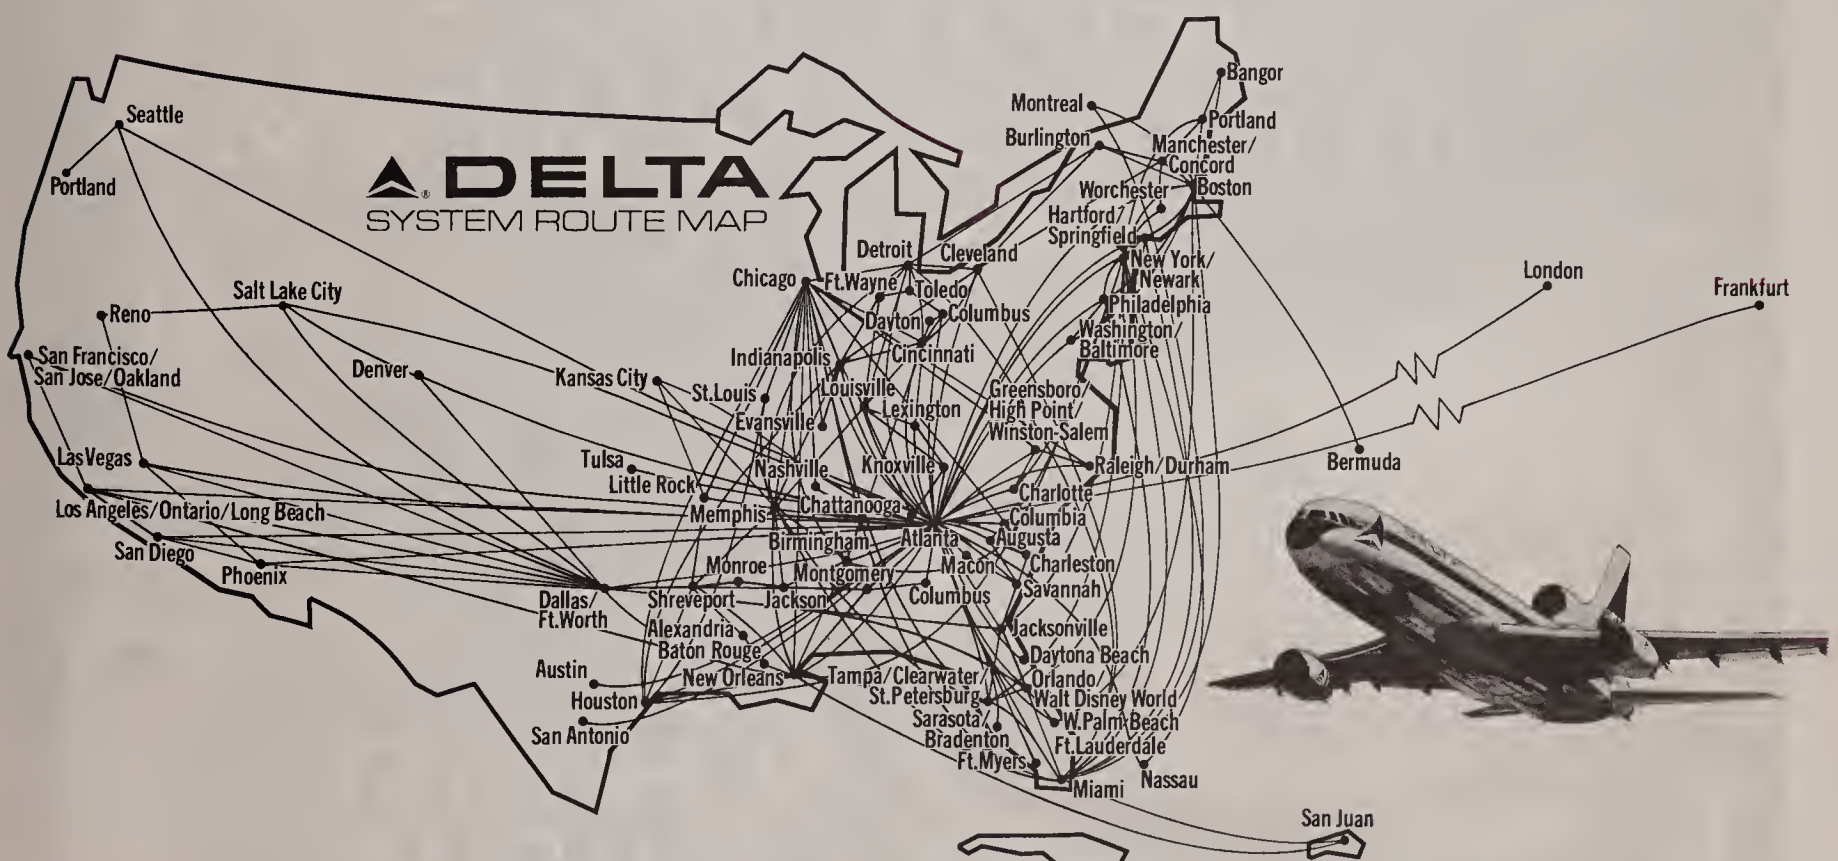 DELTA®
SYSTEM ROUTE MAP
Seattle
Portland
Reno
Salt Lake City
San Francisco/
San Jose/Oakland
Denver
Las Vegas
Los Angeles/Ontario/Long Beach
San Diego
Phoenix
Kansas City
Tulsa
Little Rock
Memphis
Dallas/
Ft.Worth
Austin
Houston
San Antonio
Chicago
Ft.Wayne
Detroit
Cleveland
Toledo
Dayton
Columbus
Indianapolis
Cincinnati
St.Louis
Louisville
Evansville
Lexington
Nashville
Knoxville
Chattanooga
Birmingham
Atlanta
Monroe
Montgomery
Macon
Shreveport
Jackson
Columbus
Alexandria
Baton Rouge
New Orleans
Montreal
Burlington
Bangor
Portland
Manchester/
Concord
Worchester
Boston
Hartford/
Springfield
New York/
Newark
Philadelphia
Washington/
Baltimore
Greensboro/
High Point/
Winston-Salem
Raleigh/Durham
Charlotte
Columbia
Augusta
Charleston
Savannah
Jacksonville
Daytona Beach
Tampa/Clearwater/
St.Petersburg
Orlando/
Walt Disney World
Sarasota/
Bradenton
W.Palm Beach
Ft.Lauderdale
Ft.Myers
Miami
Nassau
San Juan
Bermuda
London
Frankfurt